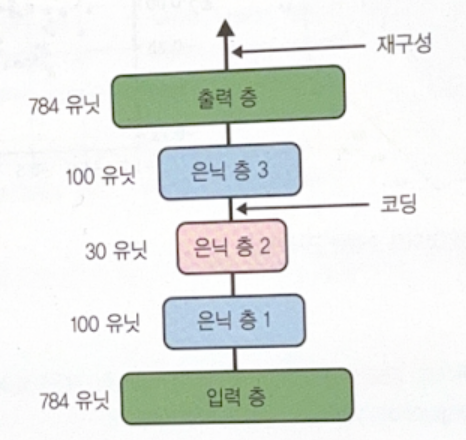 재구성
784 유닛 출력 층
100 유닛 은닉 층 3
코딩
30 유닛 은닉 층 2
100 유닛 은닉 층 1
784 유닛 입력 층